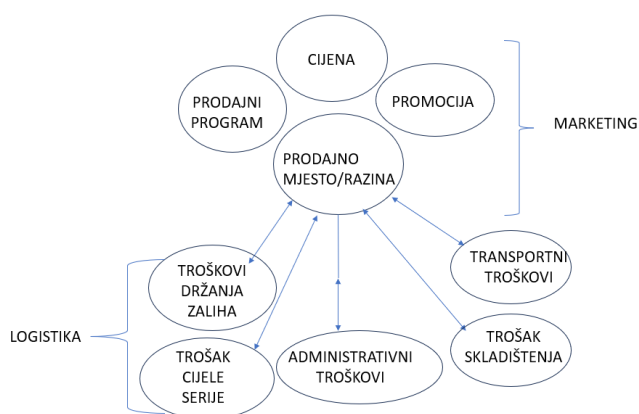 CIJENA
PRODAJNI
PROGRAM
PROMOCIJA
MARKETING
PRODAJNO
MJESTO/RAZINA
TROŠKOVI
DRŽANJA
ZALIHA
TRANSPORTNI
TROŠKOVI
LOGISTIKA
TROŠAK
CIJELE
SERIJE
ADMINISTRATIVNI
TROŠKOVI
TROŠAK
SKLADIŠTENJA